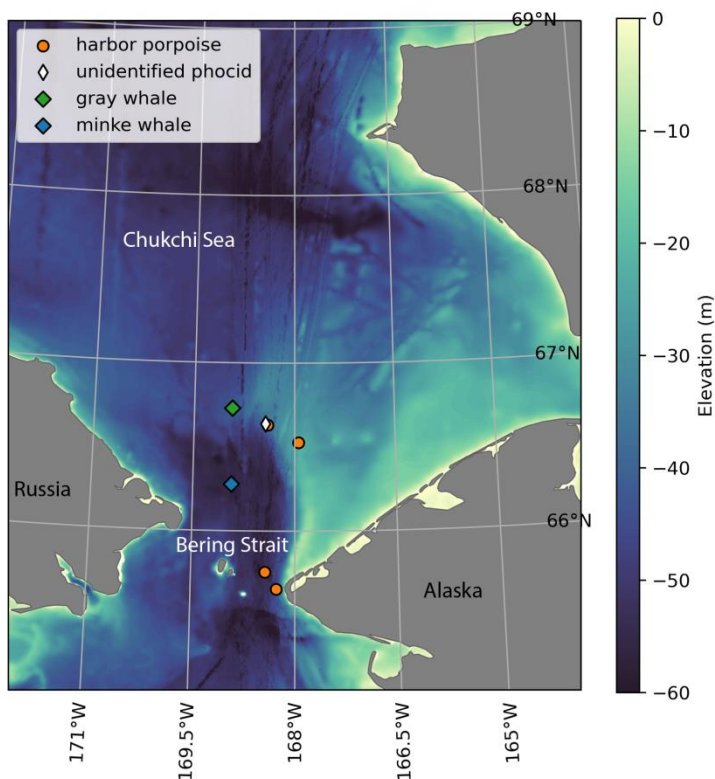 69°N
0
harbor porpoise
unidentified phocid
gray whale
minke whale
−10
68°N
−20
Chukchi Sea
−30
67°N
Elevation (m)
−40
Russia
66°N
Bering Strait
−50
Alaska
−60
171°W
169.5°W
168°W
166.5°W
165°W